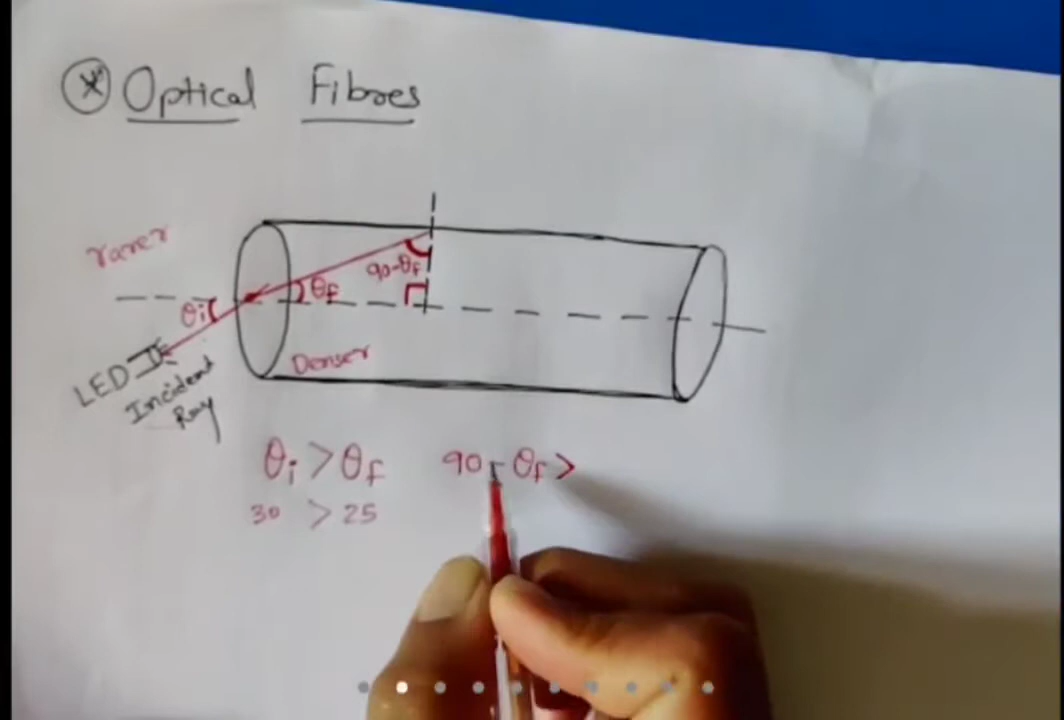 Optical Fibres
rarer
90-θf
θi θf
LED
Denser
Incident
Ray
θi > θf 90 - θf >
30 > 25